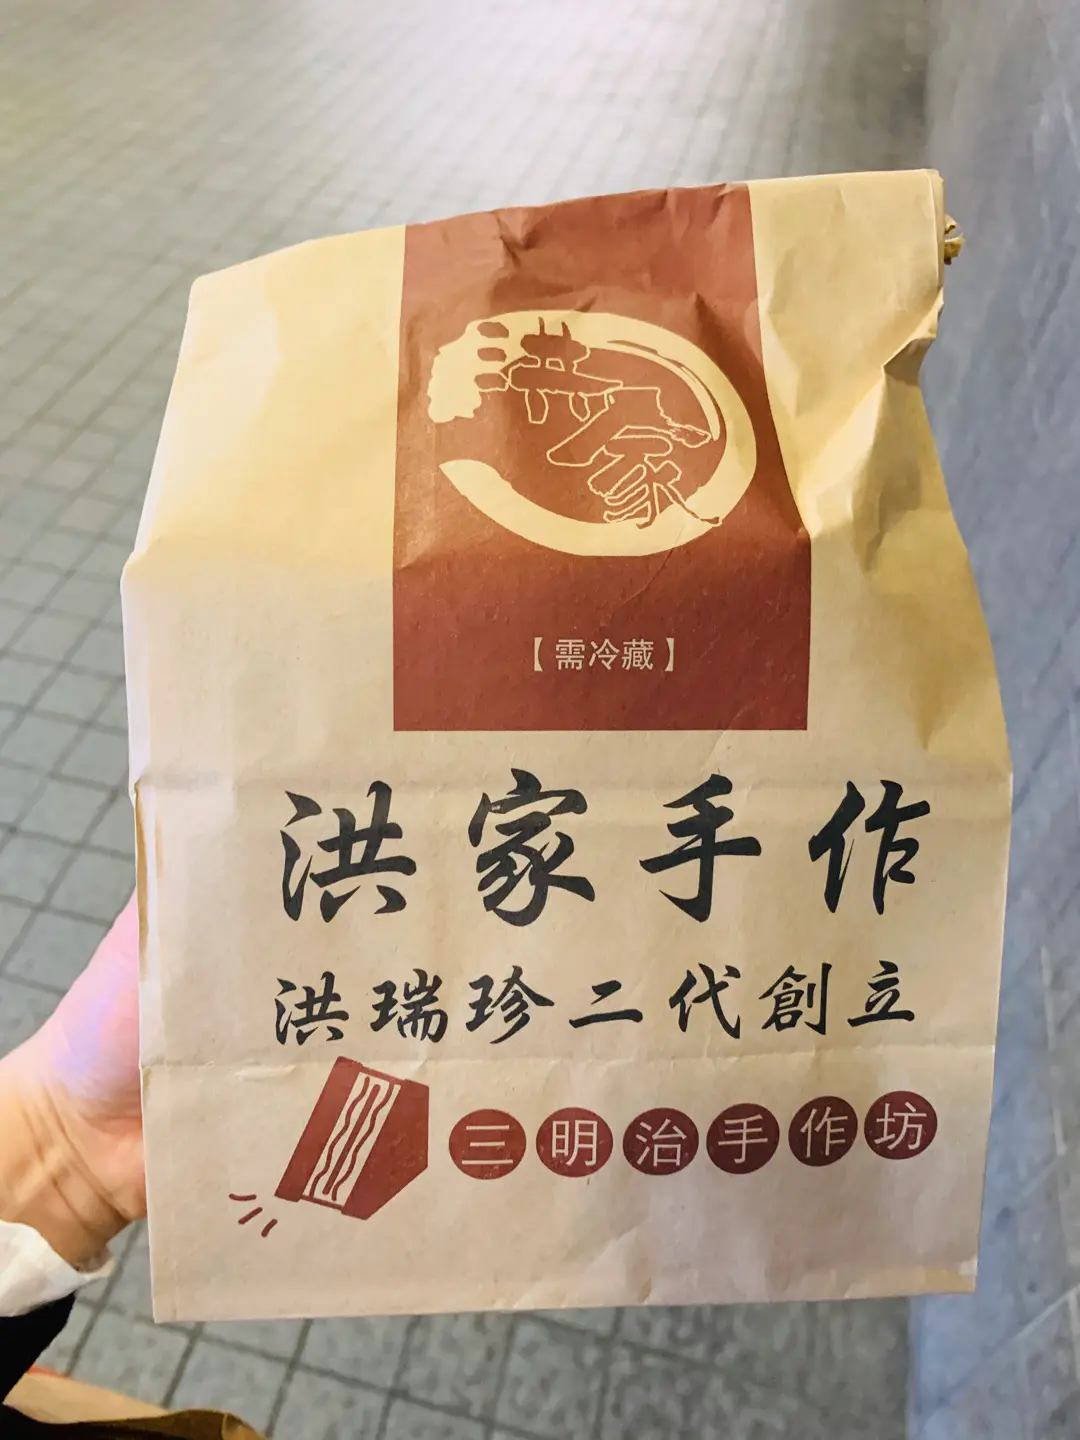 洪家
【需冷藏】
洪家手作
洪瑞珍二代創立
三明治手作坊